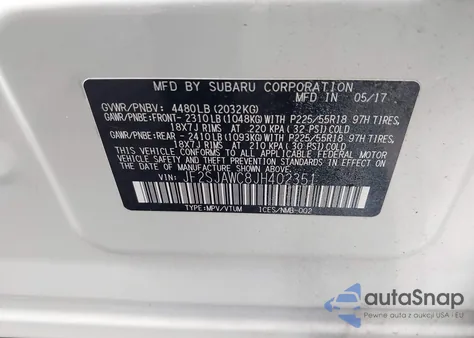 MFD BY SUBARU CORPORATION IN 05/17
GVWR/PNBV: 4480LB(2032KG)
GAWR/PNBE:FRONT- 2310LB(1048KG)WITH P225/55R18 97H TIRES,
18X7J RIMS AT 220 KPA(32 PSI)COLD
GAWR/PNBE:REAR - 2410LB(1093KG)WITH P225/55R18 97H TIRES,
18X7J RIMS AT 210 KPA(30 PSI)COLD
THIS VEHICLE CONFORMS TO ALL APPLICABLE
FEDERAL MOTOR VEHICLE SAFETY, BUMPER, AND
THEFT PREVENTION STANDARDS IN EFFECT ON THE
DATE OF MANUFACTURE SHOWN ABOVE.
VIN: JF2SJAWC8JH402351
TYPE:MPV/VTUM ICES/NMB-002
autoSnap
Pewne auta z aukcji USA i EU